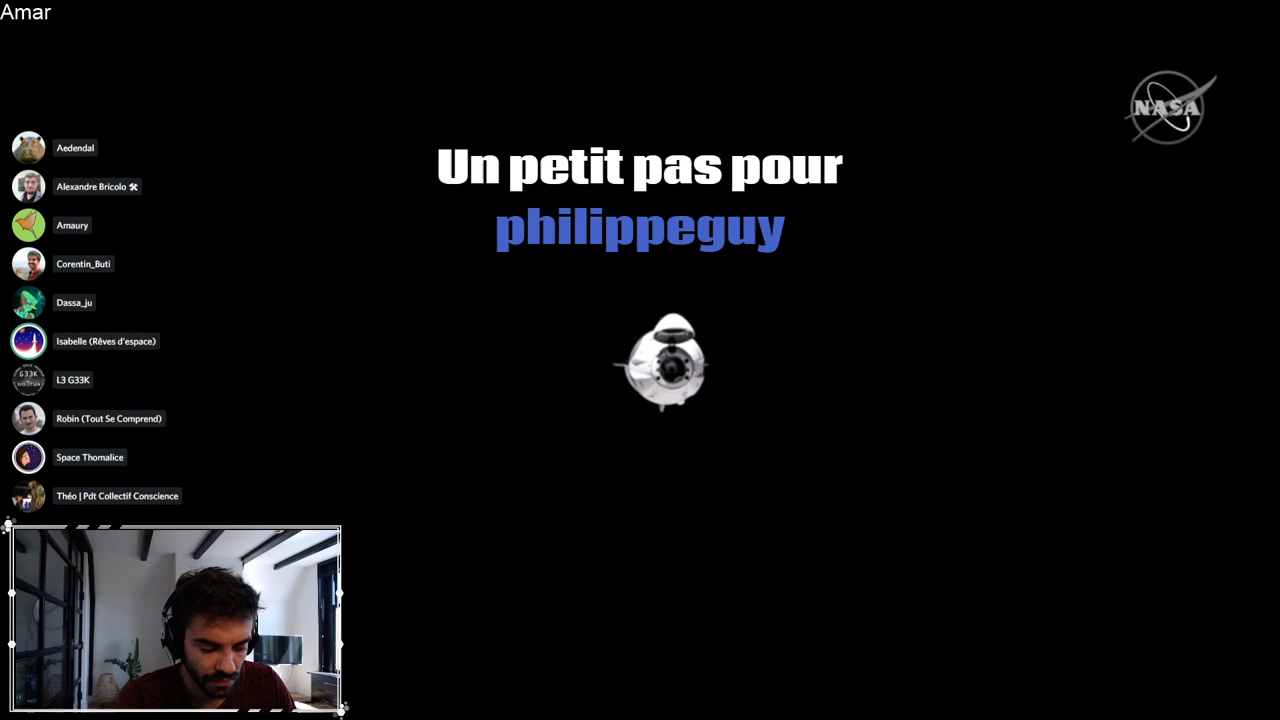 Amar
NASA
Un petit pas pour
philippeguy
Aedendal
Alexandre Bricolo 🛠
Amaury
Corentin_Buti
Dassa_ju
Isabelle (Rêves d'espace)
G33K
L3 G33K
Robin (Tout Se Comprend)
Space Thomalice
Théo | Pdt Collectif Conscience